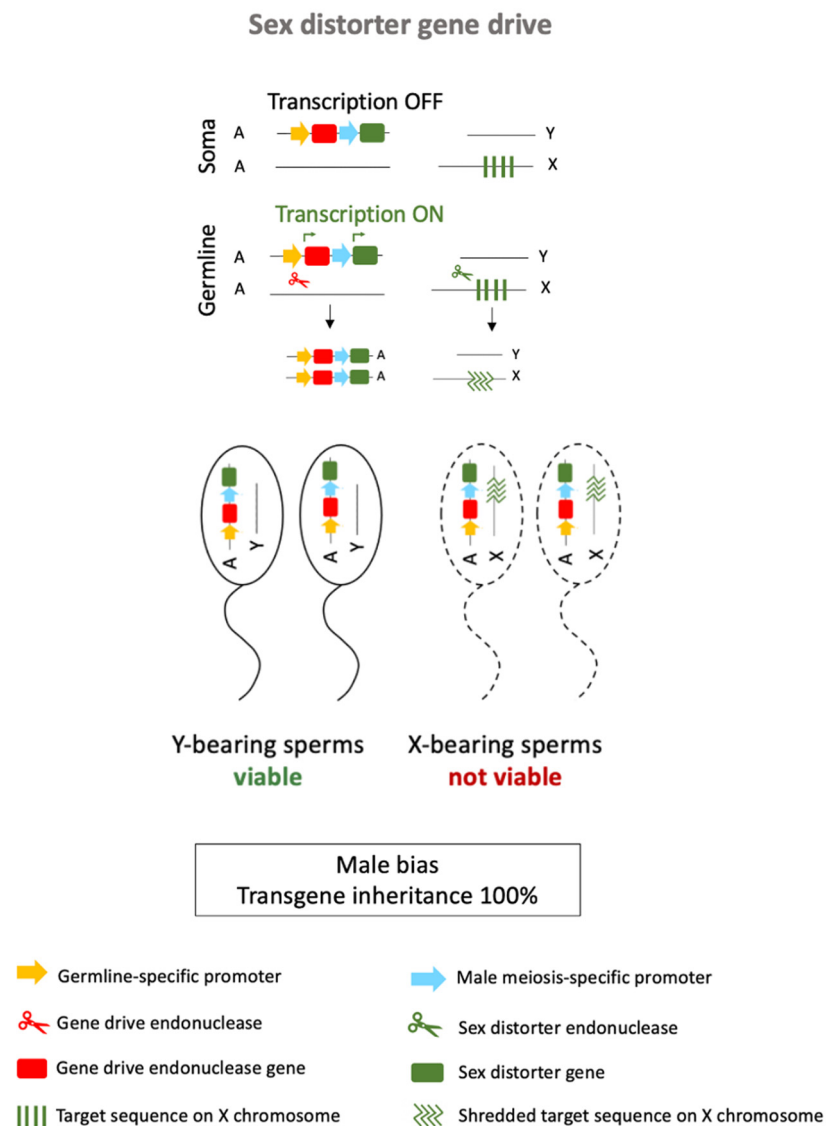 Sex distorter gene drive
Transcription OFF
Soma
A
Y
A
X
Transcription ON
Germline
A
Y
A
X
A
Y
A
X
A
Y
A
Y
A
X
A
X
Y-bearing sperms
viable
X-bearing sperms
not viable
Male bias
Transgene inheritance 100%
Germline-specific promoter
Male meiosis-specific promoter
Gene drive endonuclease
Sex distorter endonuclease
Gene drive endonuclease gene
Sex distorter gene
Target sequence on X chromosome
Shredded target sequence on X chromosome